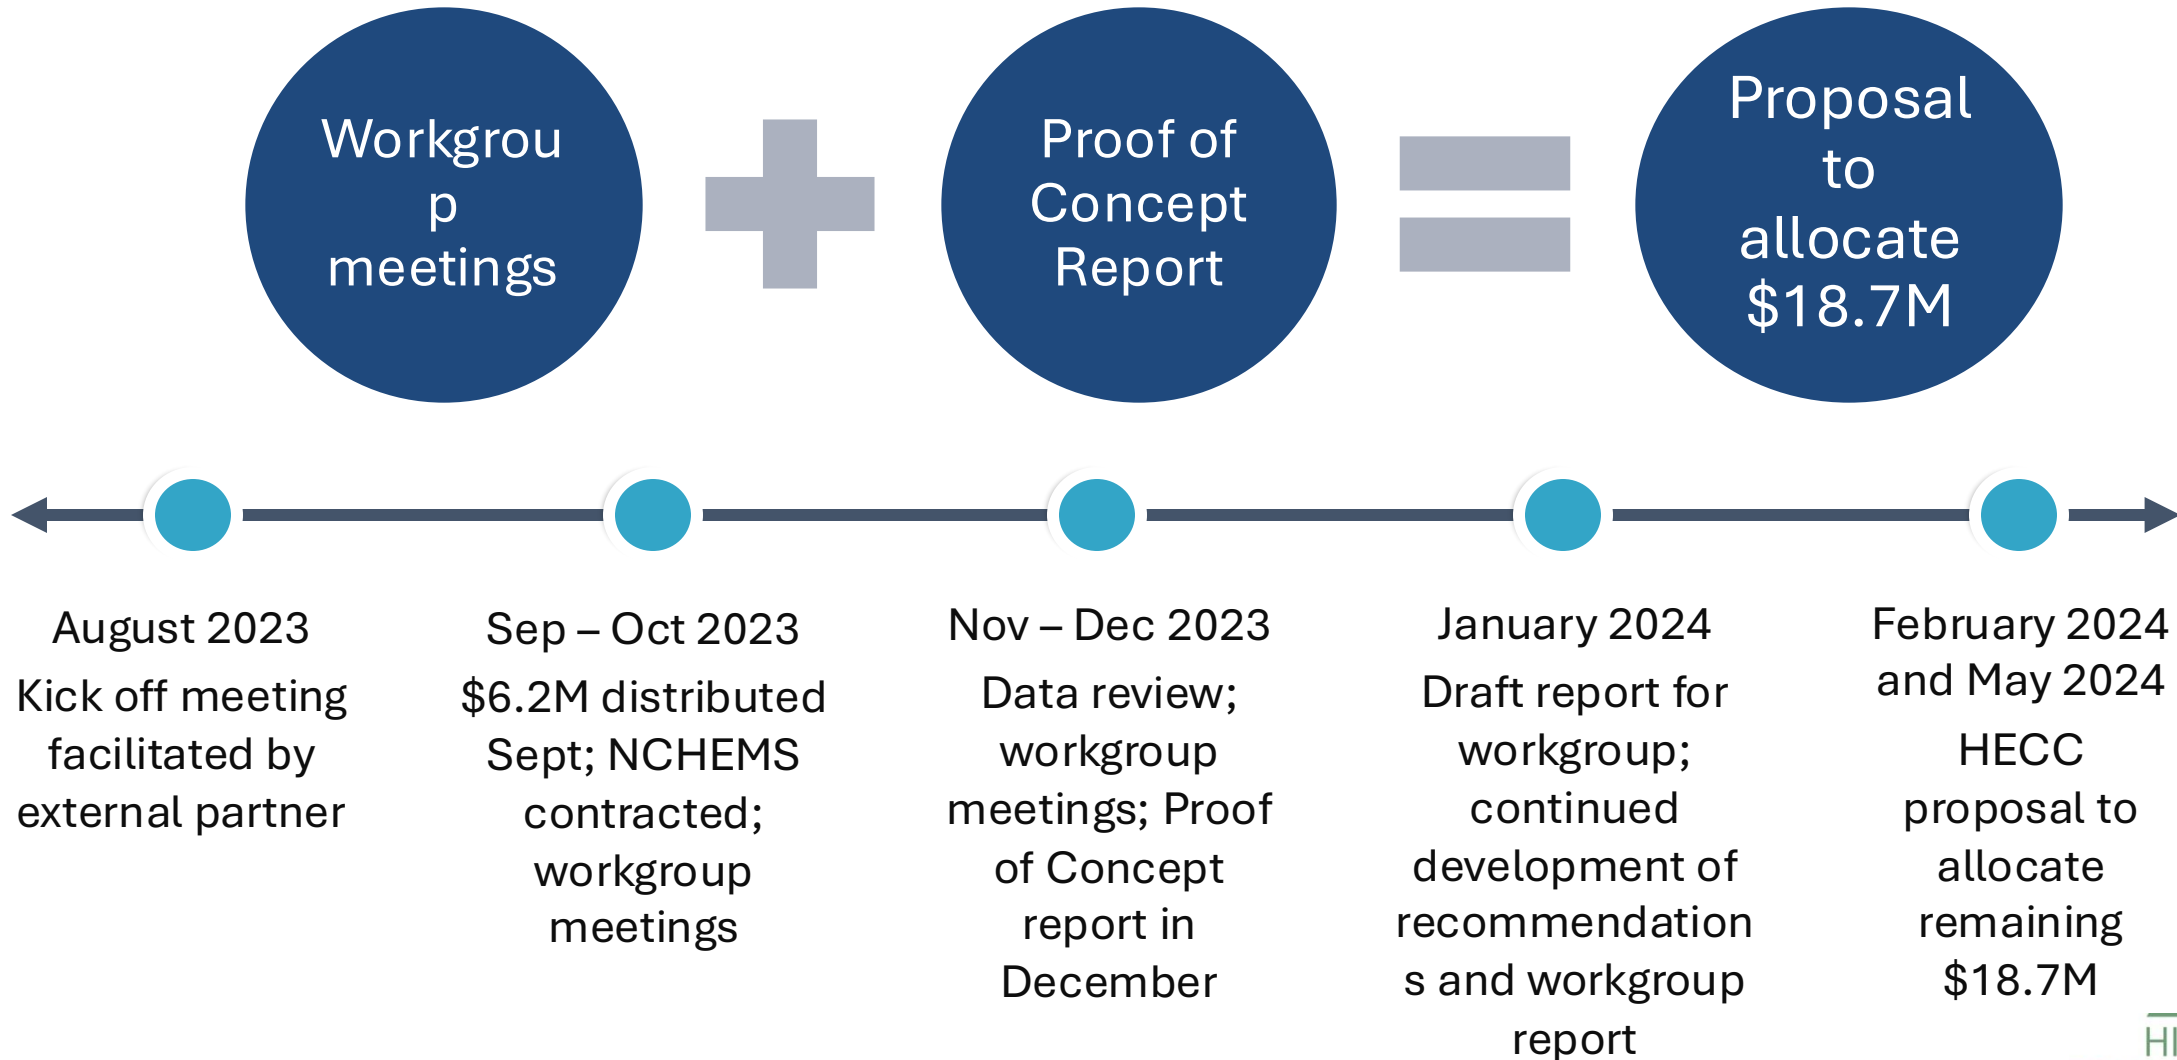 Workgrou
p
meetings
Proof of
Concept
Report
Proposal
to
allocate
$18.7M
August 2023
Kick off meeting
facilitated by
external partner
Sep – Oct 2023
$6.2M distributed
Sept; NCHEMS
contracted;
workgroup
meetings
Nov – Dec 2023
Data review;
workgroup
meetings; Proof
of Concept
report in
December
January 2024
Draft report for
workgroup;
continued
development of
recommendation
s and workgroup
report
February 2024
and May 2024
HECC
proposal to
allocate
remaining
$18.7M
HI